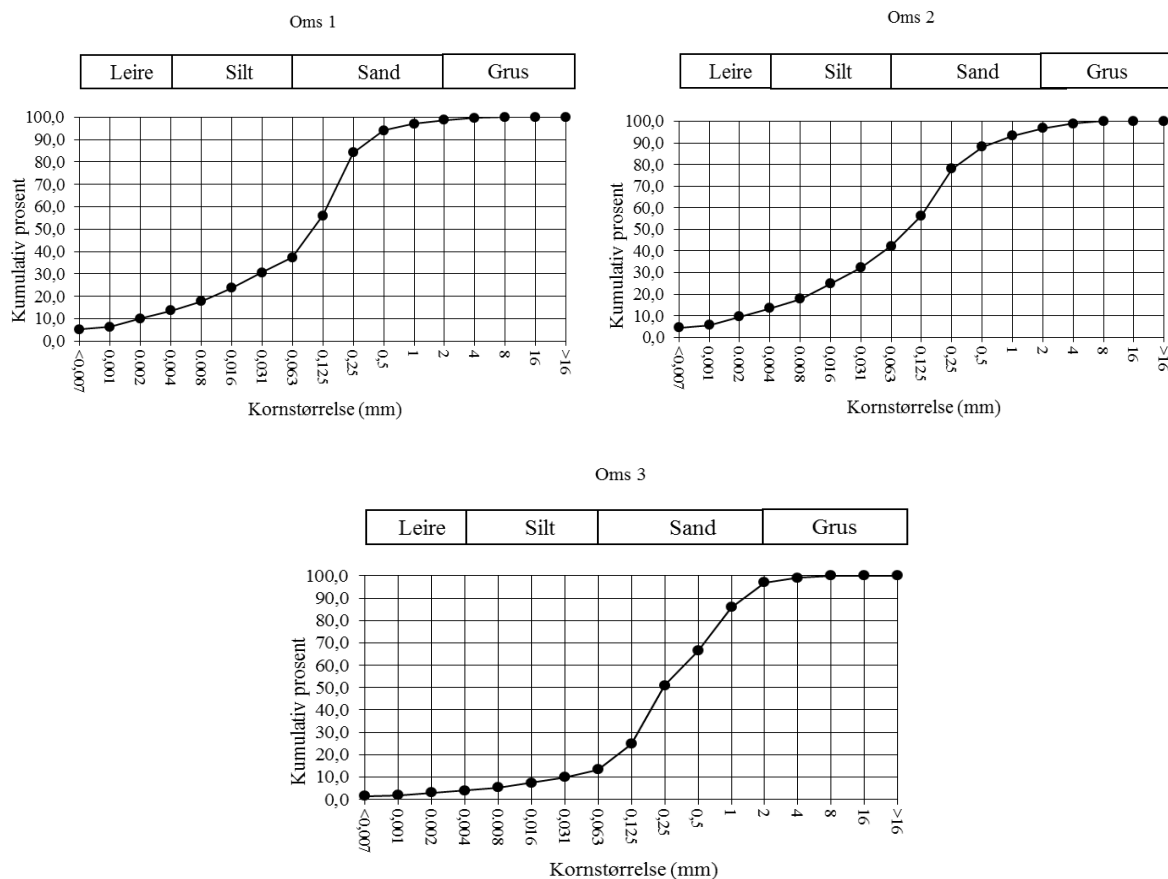 Oms 1
Leire Silt Sand Grus
100,0
90,0
80,0
70,0
60,0
50,0
40,0
30,0
20,0
10,0
0,0
Kumulativ prosent
<0,007 0,001 0.002 0.004 0.008 0,016 0,031 0,063 0,125 0,25 0,5 1 2 4 8 16 >16
Kornstørrelse (mm)
Oms 2
Leire Silt Sand Grus
100,0
90,0
80,0
70,0
60,0
50,0
40,0
30,0
20,0
10,0
0,0
Kumulativ prosent
<0,007 0,001 0.002 0.004 0.008 0,016 0,031 0,063 0,125 0,25 0,5 1 2 4 8 16 >16
Kornstørrelse (mm)
Oms 3
Leire Silt Sand Grus
100,0
90,0
80,0
70,0
60,0
50,0
40,0
30,0
20,0
10,0
0,0
Kumulativ prosent
<0,007 0,001 0.002 0.004 0.008 0,016 0,031 0,063 0,125 0,25 0,5 1 2 4 8 16 >16
Kornstørrelse (mm)